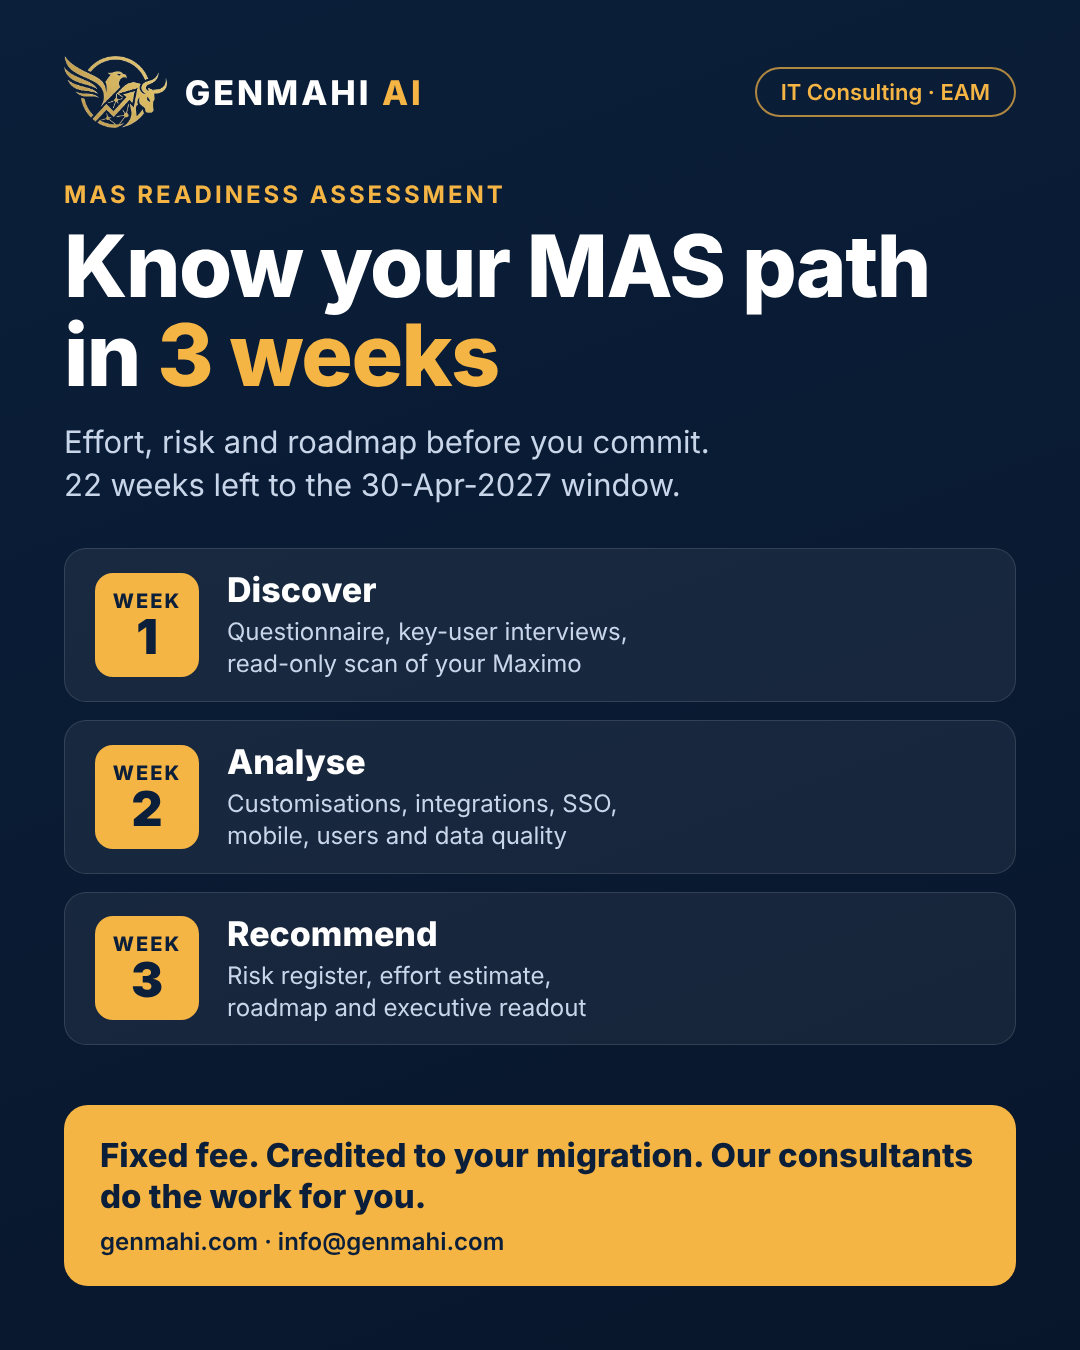 GENMAHI AI
IT Consulting · EAM
MAS READINESS ASSESSMENT
Know your MAS path
in 3 weeks
Effort, risk and roadmap before you commit.
22 weeks left to the 30-Apr-2027 window.
WEEK
1
Discover
Questionnaire, key-user interviews,
read-only scan of your Maximo
WEEK
2
Analyse
Customisations, integrations, SSO,
mobile, users and data quality
WEEK
3
Recommend
Risk register, effort estimate,
roadmap and executive readout
Fixed fee. Credited to your migration. Our consultants
do the work for you.
genmahi.com · info@genmahi.com